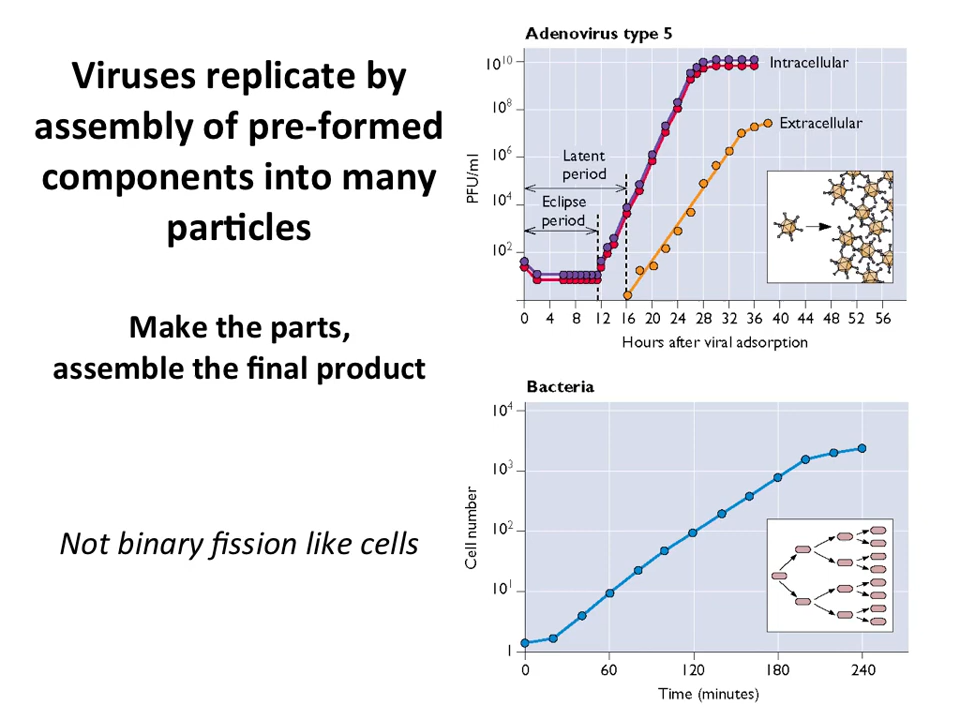 Viruses replicate by
assembly of pre-formed
components into many
particles
Make the parts,
assemble the final product
Not binary fission like cells
Adenovirus type 5
PFU/ml
10¹⁰
10⁸
10⁶
10⁴
10²
Intracellular
Extracellular
Latent
period
Eclipse
period
0 4 8 12 16 20 24 28 32 36 40 44 48 52 56
Hours after viral adsorption
Bacteria
Cell number
10⁴
10³
10²
10¹
1
0 60 120 180 240
Time (minutes)